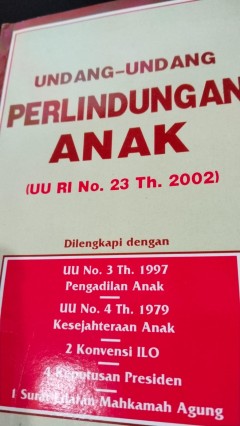 UNDANG-UNDANG
PERLINDUNGAN
ANAK
(UU RI No. 23 Th. 2002)
Dilengkapi dengan
UU No. 3 Th. 1997
Pengadilan Anak
UU No. 4 Th. 1979
Kesejahteraan Anak
2 Konvensi ILO
4 Keputusan Presiden
1 Surat Edaran Mahkamah Agung